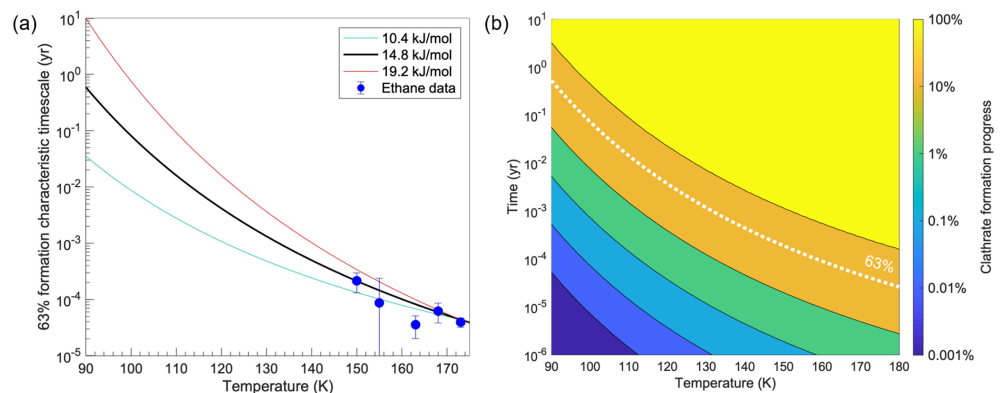 (a)
10.4 kJ/mol
14.8 kJ/mol
19.2 kJ/mol
Ethane data
63% formation characteristic timescale (yr)
10^1
10^0
10^-1
10^-2
10^-3
10^-4
10^-5
90 100 110 120 130 140 150 160 170
Temperature (K)
(b)
Time (yr)
10^1
10^0
10^-1
10^-2
10^-3
10^-4
10^-5
10^-6
63%
90 100 110 120 130 140 150 160 170 180
Temperature (K)
100%
10%
1%
0.1%
0.01%
0.001%
Clathrate formation progress